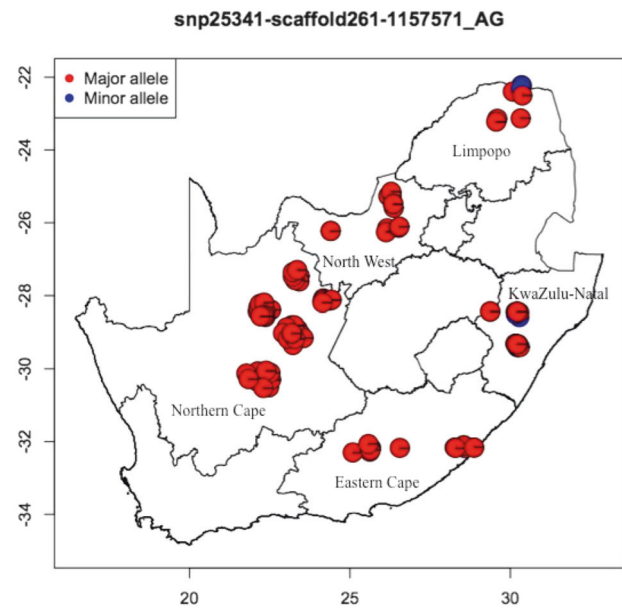 snp25341-scaffold261-1157571_AG
Major allele
Minor allele
-22
-24
-26
-28
-30
-32
-34
Limpopo
North West
KwaZulu-Natal
Northern Cape
Eastern Cape
20
25
30